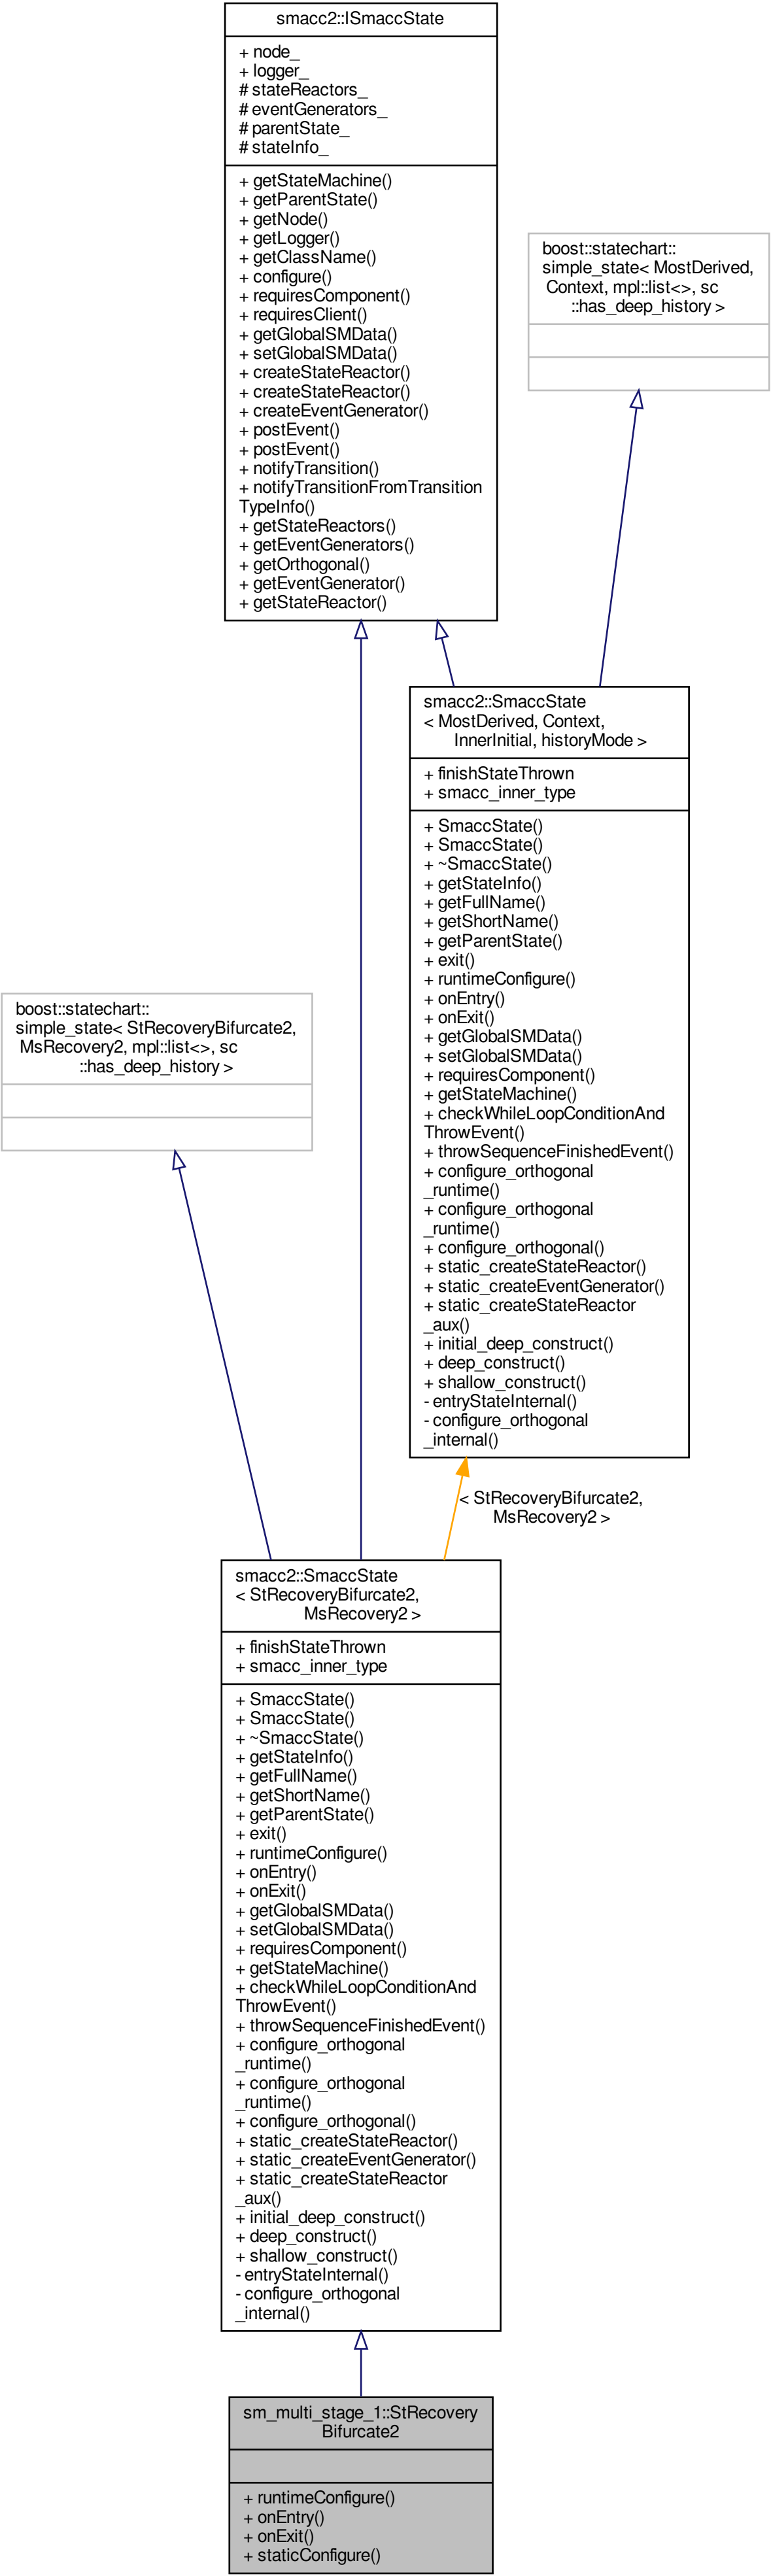 smacc2::ISmaccState
+ node_
+ logger_
# stateReactors_
# eventGenerators_
# parentState_
# stateInfo_
+ getStateMachine()
+ getParentState()
+ getNode()
+ getLogger()
+ getClassName()
+ configure()
+ requiresComponent()
+ requiresClient()
+ getGlobalSMData()
+ setGlobalSMData()
+ createStateReactor()
+ createStateReactor()
+ createEventGenerator()
+ postEvent()
+ postEvent()
+ notifyTransition()
+ notifyTransitionFromTransition
TypeInfo()
+ getStateReactors()
+ getEventGenerators()
+ getOrthogonal()
+ getEventGenerator()
+ getStateReactor()
boost::statechart::
simple_state< MostDerived,
Context, mpl::list<>, sc
::has_deep_history >
smacc2::SmaccState
< MostDerived, Context,
InnerInitial, historyMode >
+ finishStateThrown
+ smacc_inner_type
+ SmaccState()
+ SmaccState()
+ ~SmaccState()
+ getStateInfo()
+ getFullName()
+ getShortName()
+ getParentState()
+ exit()
+ runtimeConfigure()
+ onEntry()
+ onExit()
+ getGlobalSMData()
+ setGlobalSMData()
+ requiresComponent()
+ getStateMachine()
+ checkWhileLoopConditionAnd
ThrowEvent()
+ throwSequenceFinishedEvent()
+ configure_orthogonal
_runtime()
+ configure_orthogonal
_runtime()
+ configure_orthogonal()
+ static_createStateReactor()
+ static_createEventGenerator()
+ static_createStateReactor
_aux()
+ initial_deep_construct()
+ deep_construct()
+ shallow_construct()
- entryStateInternal()
- configure_orthogonal
_internal()
boost::statechart::
simple_state< StRecoveryBifurcate2,
MsRecovery2, mpl::list<>, sc
::has_deep_history >
< StRecoveryBifurcate2,
MsRecovery2 >
smacc2::SmaccState
< StRecoveryBifurcate2,
MsRecovery2 >
+ finishStateThrown
+ smacc_inner_type
+ SmaccState()
+ SmaccState()
+ ~SmaccState()
+ getStateInfo()
+ getFullName()
+ getShortName()
+ getParentState()
+ exit()
+ runtimeConfigure()
+ onEntry()
+ onExit()
+ getGlobalSMData()
+ setGlobalSMData()
+ requiresComponent()
+ getStateMachine()
+ checkWhileLoopConditionAnd
ThrowEvent()
+ throwSequenceFinishedEvent()
+ configure_orthogonal
_runtime()
+ configure_orthogonal
_runtime()
+ configure_orthogonal()
+ static_createStateReactor()
+ static_createEventGenerator()
+ static_createStateReactor
_aux()
+ initial_deep_construct()
+ deep_construct()
+ shallow_construct()
- entryStateInternal()
- configure_orthogonal
_internal()
sm_multi_stage_1::StRecovery
Bifurcate2
+ runtimeConfigure()
+ onEntry()
+ onExit()
+ staticConfigure()